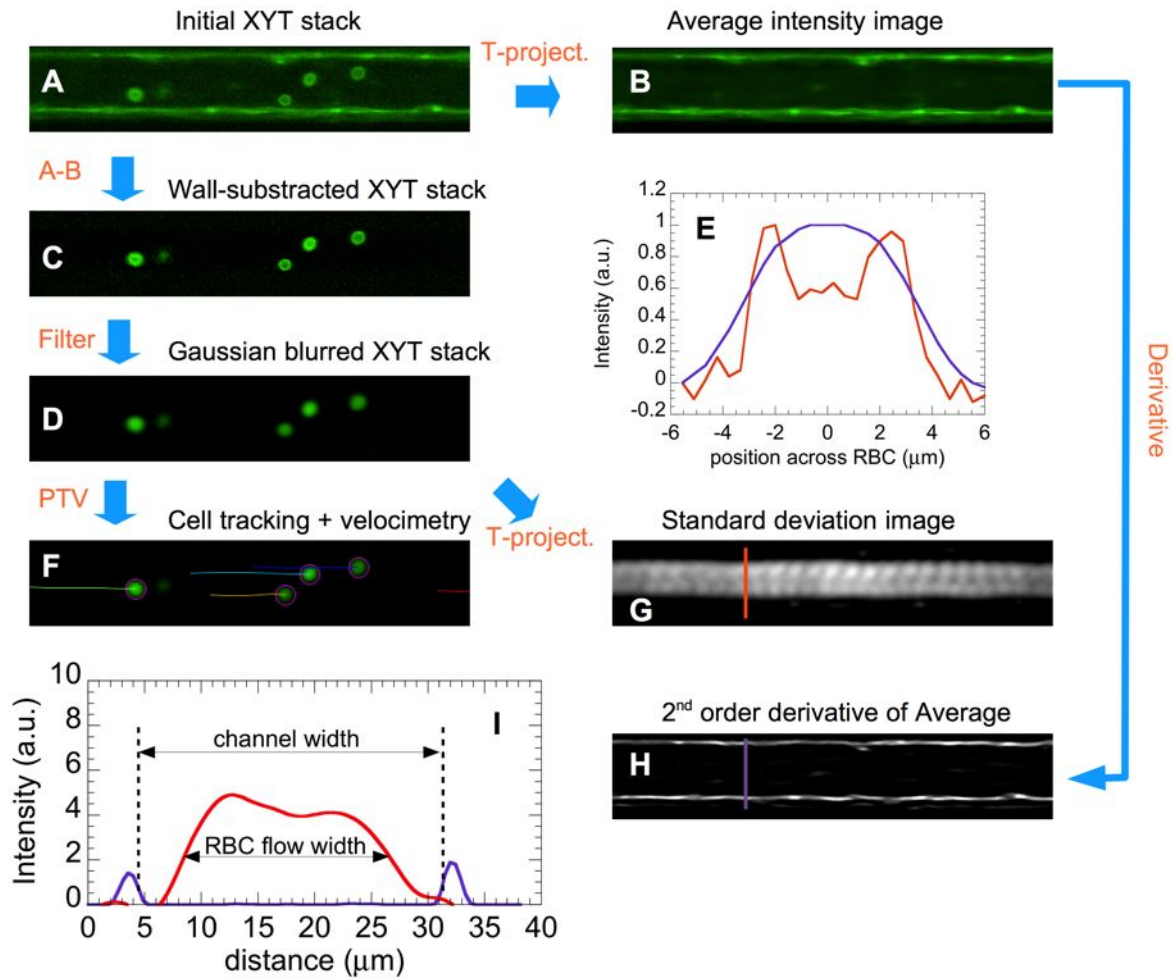 Initial XYT stack
Average intensity image
T-project.
A
B
A-B
Wall-substracted XYT stack
C
E
Intensity (a.u.)
1.2
1
0.8
0.6
0.4
0.2
0
-0.2
-6 -4 -2 0 2 4 6
position across RBC (μm)
Derivative
Filter
Gaussian blurred XYT stack
D
PTV
Cell tracking + velocimetry
T-project.
Standard deviation image
F
G
I
Intensity (a.u.)
10
8
6
4
2
0
channel width
RBC flow width
0 5 10 15 20 25 30 35 40
distance (μm)
2nd order derivative of Average
H